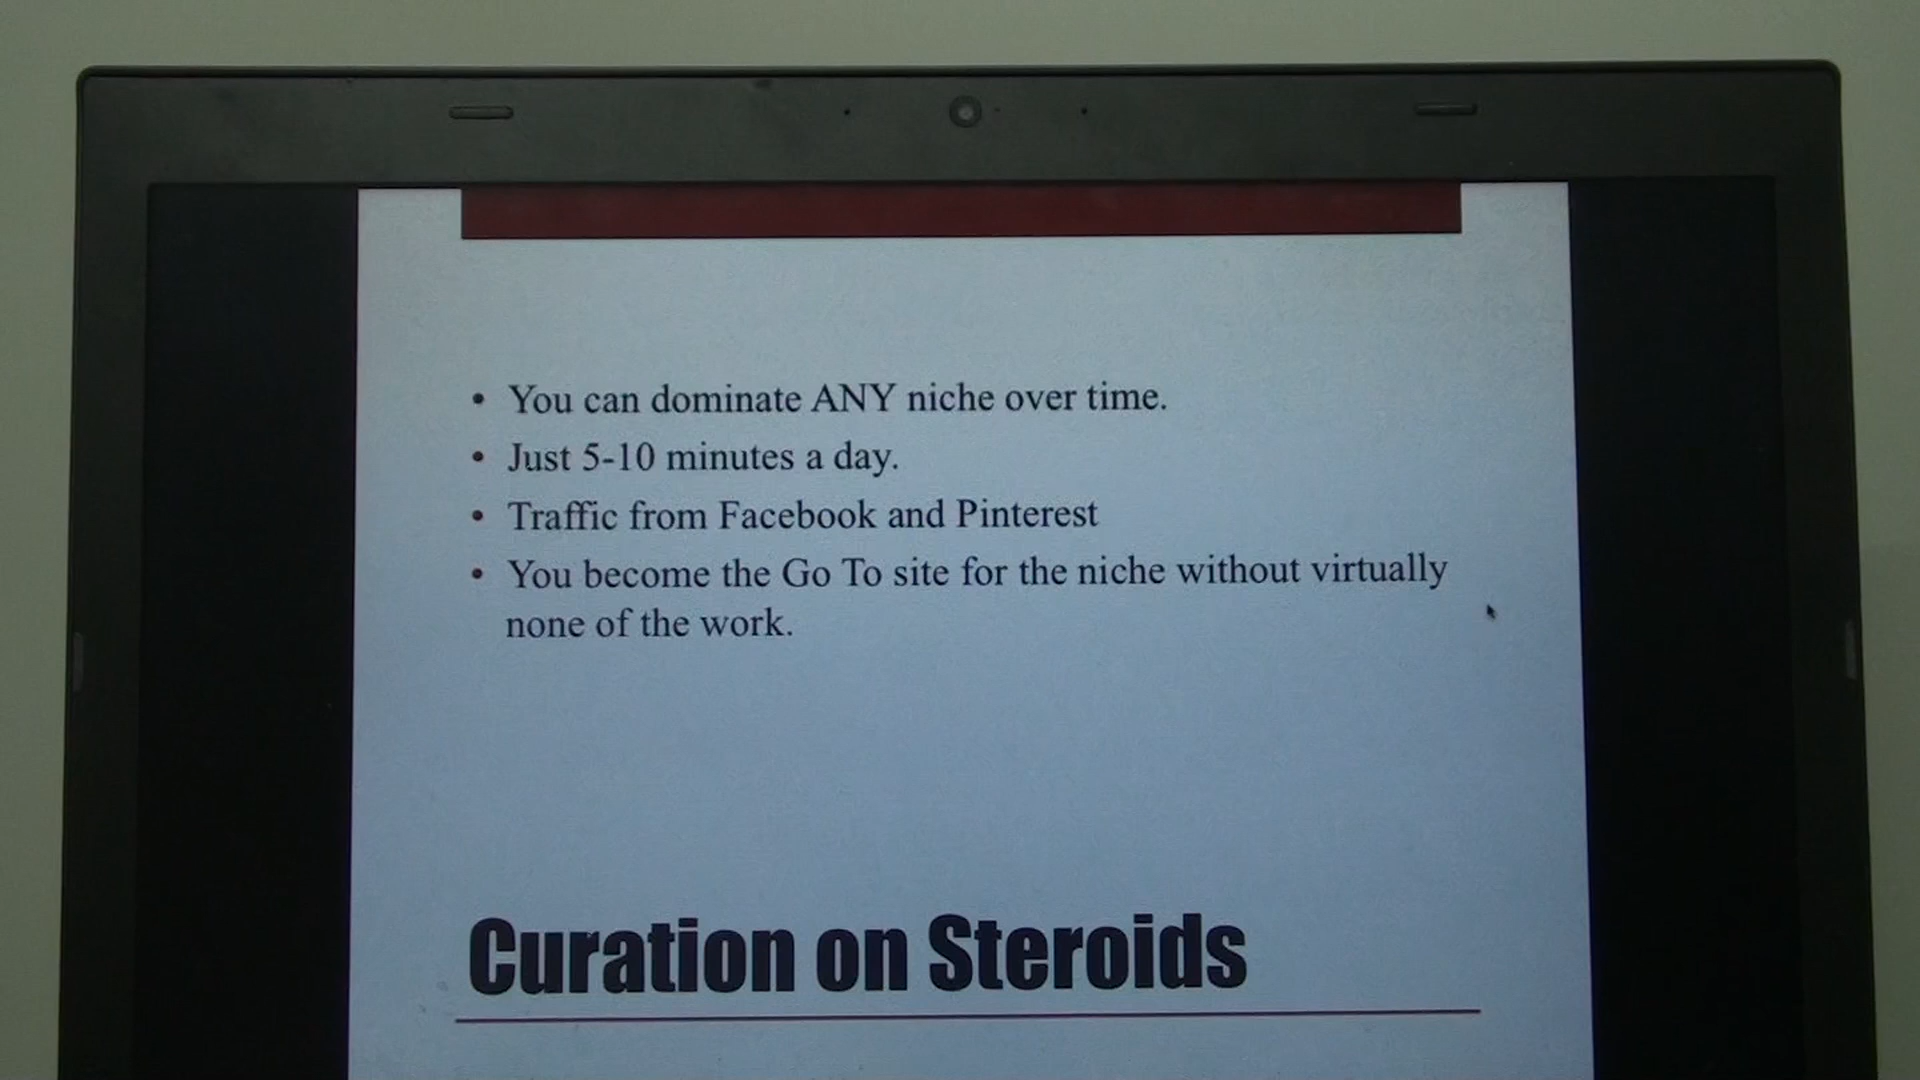 • You can dominate ANY niche over time.
• Just 5-10 minutes a day.
• Traffic from Facebook and Pinterest
• You become the Go To site for the niche without virtually
none of the work.
Curation on Steroids